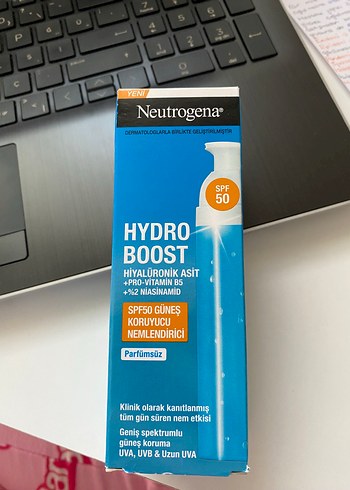 YENİ
Neutrogena®
DERMATOLOGLARLA BİRLİKTE GELİŞTİRİLMİŞTİR
SPF
50
HYDRO
BOOST
HİYALÜRONİK ASİT
+PRO-VİTAMİN B5
+%2 NİASİNAMİD
SPF50 GÜNEŞ
KORUYUCU
NEMLENDİRİCİ
Parfümsüz
Klinik olarak kanıtlanmış
tüm gün süren nem etkisi
Geniş spektrumlu
güneş koruma
UVA, UVB & Uzun UVA